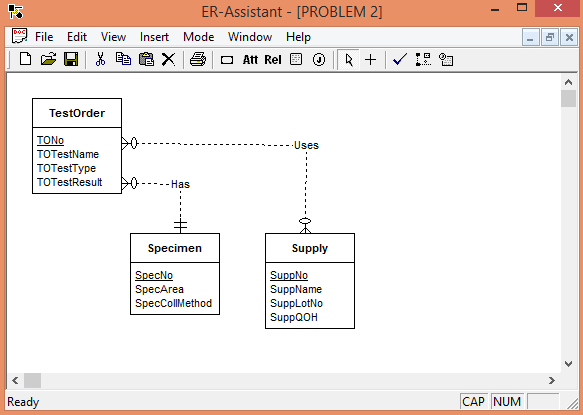 ER-Assistant - [PROBLEM 2]
File Edit View Insert Mode Window Help
Att Rel
TestOrder
TONo
TOTestName
TOTestType
TOTestResult
Uses
Has
Specimen
SpecNo
SpecArea
SpecCollMethod
Supply
SuppNo
SuppName
SuppLotNo
SuppQOH
Ready CAP NUM